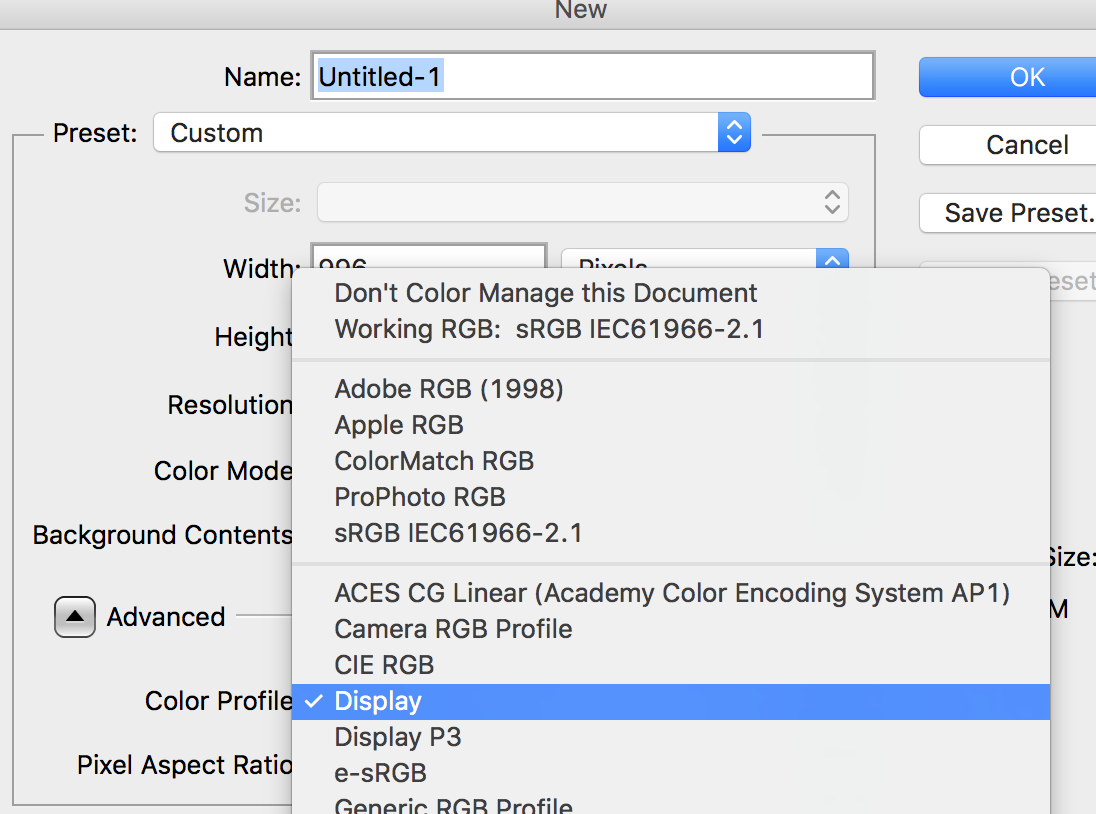 New
Name: Untitled-1
OK
Preset: Custom
Cancel
Size:
Save Preset.
Width: 996 Pixels
eset
Don't Color Manage this Document
Height
Working RGB:  sRGB IEC61966-2.1
Adobe RGB (1998)
Resolution
Apple RGB
ColorMatch RGB
Color Mode
ProPhoto RGB
Background Contents
sRGB IEC61966-2.1
Size:
ACES CG Linear (Academy Color Encoding System AP1)
M
Advanced
Camera RGB Profile
CIE RGB
Color Profile
✓ Display
Display P3
Pixel Aspect Ratio
e-sRGB
Generic RGB Profile